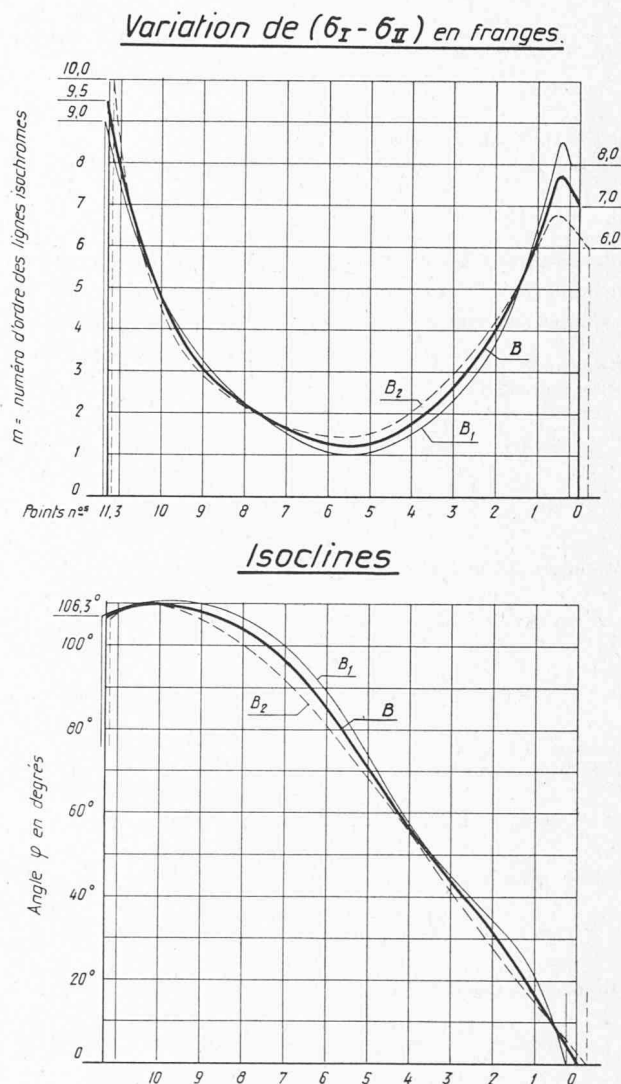 Variation de (σI - σII) en franges.
10,0
9,5
9,0
8
7
6
5
4
3
2
1
0
m = numéro d'ordre des lignes isochromes
8,0
7,0
6,0
B
B2
B1
Points nos 11,3 10 9 8 7 6 5 4 3 2 1 0
Isoclines
106,3°
100°
80°
60°
40°
20°
0
Angle φ en degrés
B1
B
B2
10 9 8 7 6 5 4 3 2 1 0